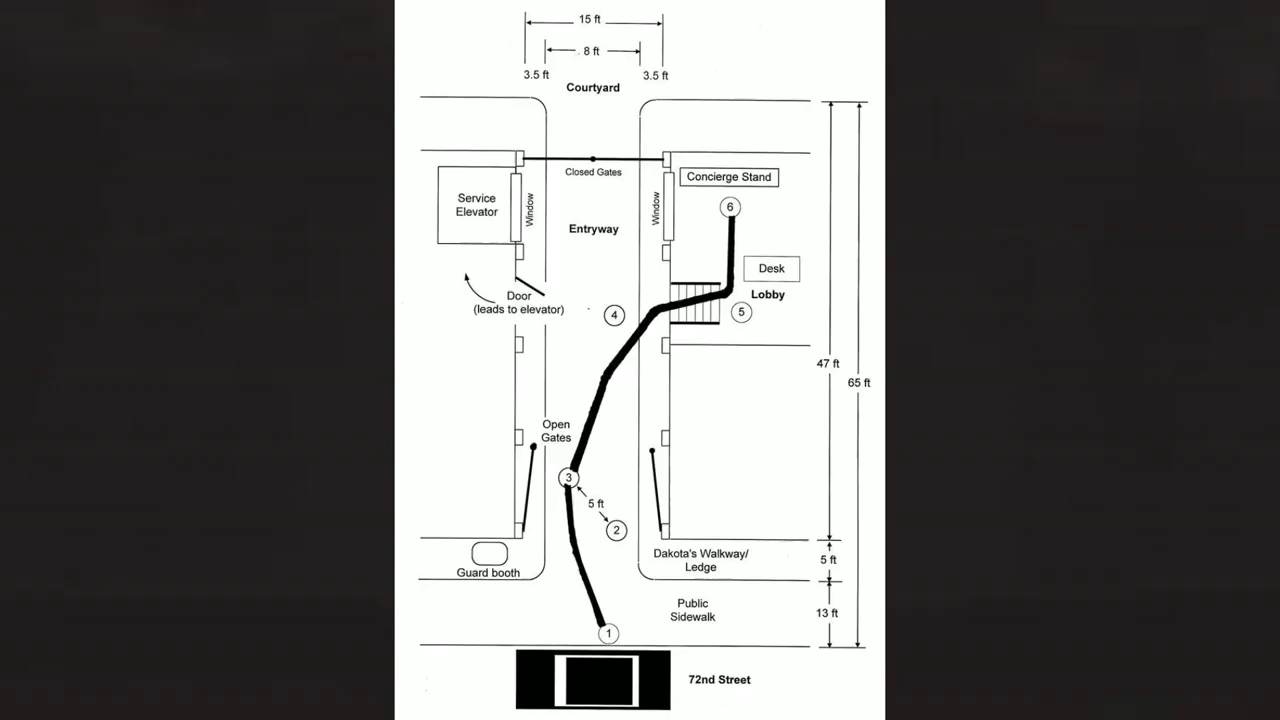 15 ft
8 ft
3.5 ft
3.5 ft
Courtyard
Closed Gates
Concierge Stand
Service
Elevator
Window
Window
6
Entryway
Desk
Door
(leads to elevator)
Lobby
4
5
47 ft
65 ft
Open
Gates
3
5 ft
2
Dakota's Walkway/
Ledge
5 ft
Guard booth
Public
Sidewalk
13 ft
1
72nd Street